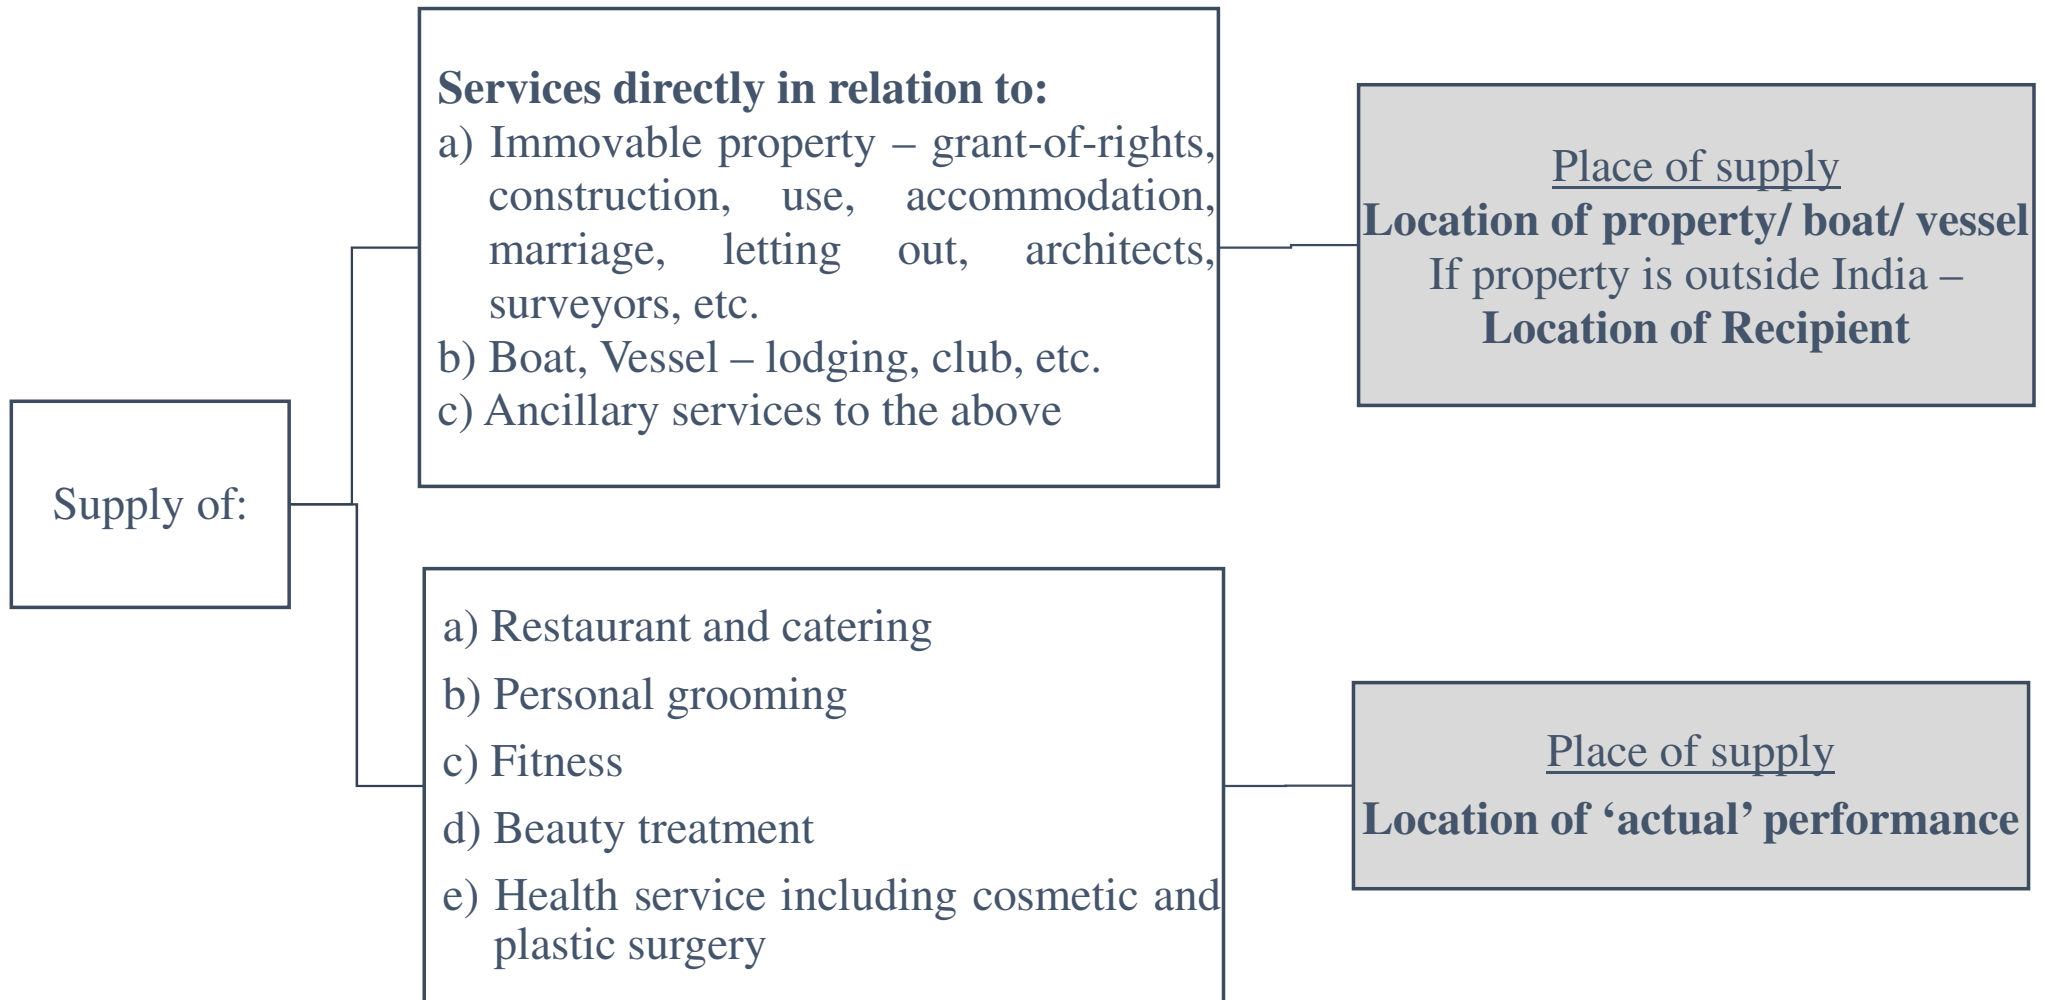 Supply of:
Services directly in relation to:
a) Immovable property – grant-of-rights,
construction, use, accommodation,
marriage, letting out, architects,
surveyors, etc.
b) Boat, Vessel – lodging, club, etc.
c) Ancillary services to the above
Place of supply
Location of property/ boat/ vessel
If property is outside India –
Location of Recipient
a) Restaurant and catering
b) Personal grooming
c) Fitness
d) Beauty treatment
e) Health service including cosmetic and
plastic surgery
Place of supply
Location of ‘actual’ performance